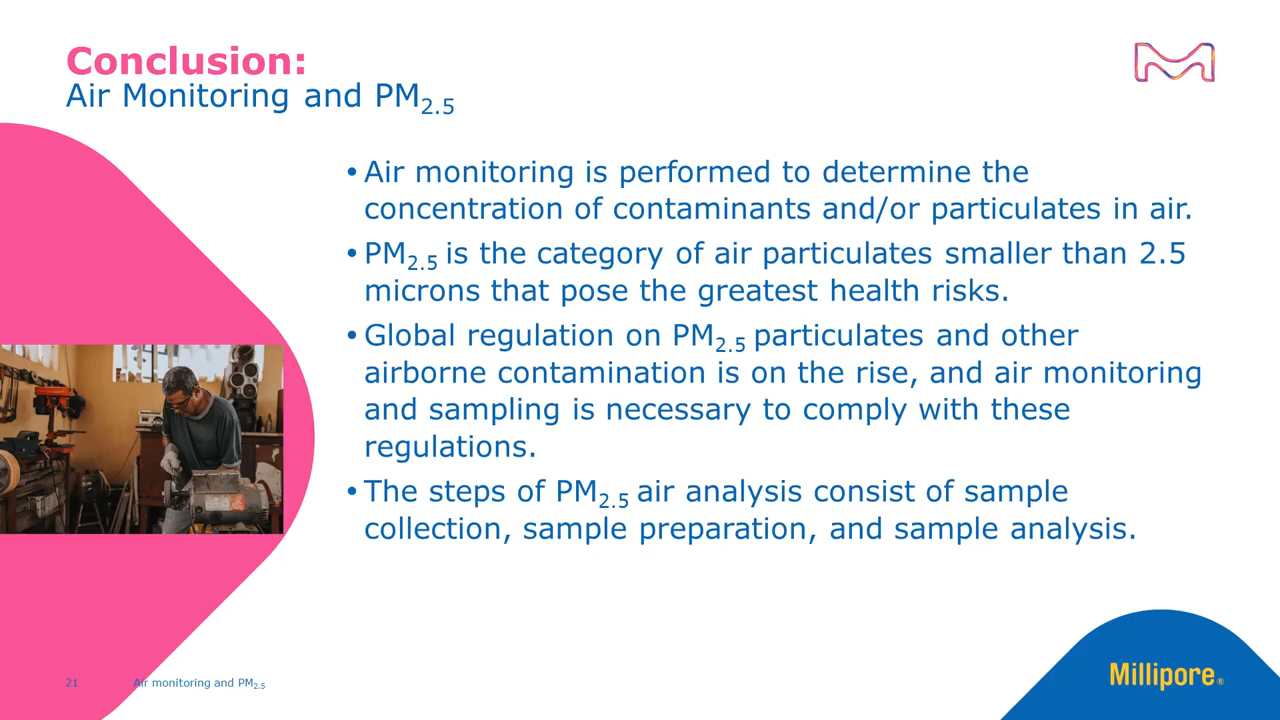 Conclusion:
Air Monitoring and PM2.5
• Air monitoring is performed to determine the
concentration of contaminants and/or particulates in air.
• PM2.5 is the category of air particulates smaller than 2.5
microns that pose the greatest health risks.
• Global regulation on PM2.5 particulates and other
airborne contamination is on the rise, and air monitoring
and sampling is necessary to comply with these
regulations.
• The steps of PM2.5 air analysis consist of sample
collection, sample preparation, and sample analysis.
21 Air monitoring and PM2.5
Millipore®